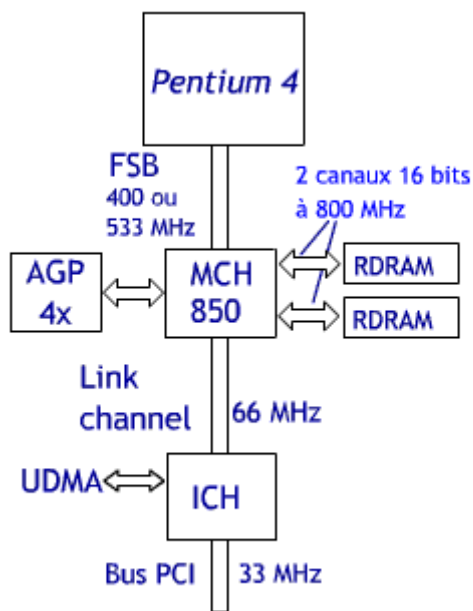 Pentium 4
FSB
400 ou
533 MHz
2 canaux 16 bits
à 800 MHz
AGP
4x
MCH
850
RDRAM
RDRAM
Link
channel
66 MHz
UDMA
ICH
Bus PCI
33 MHz